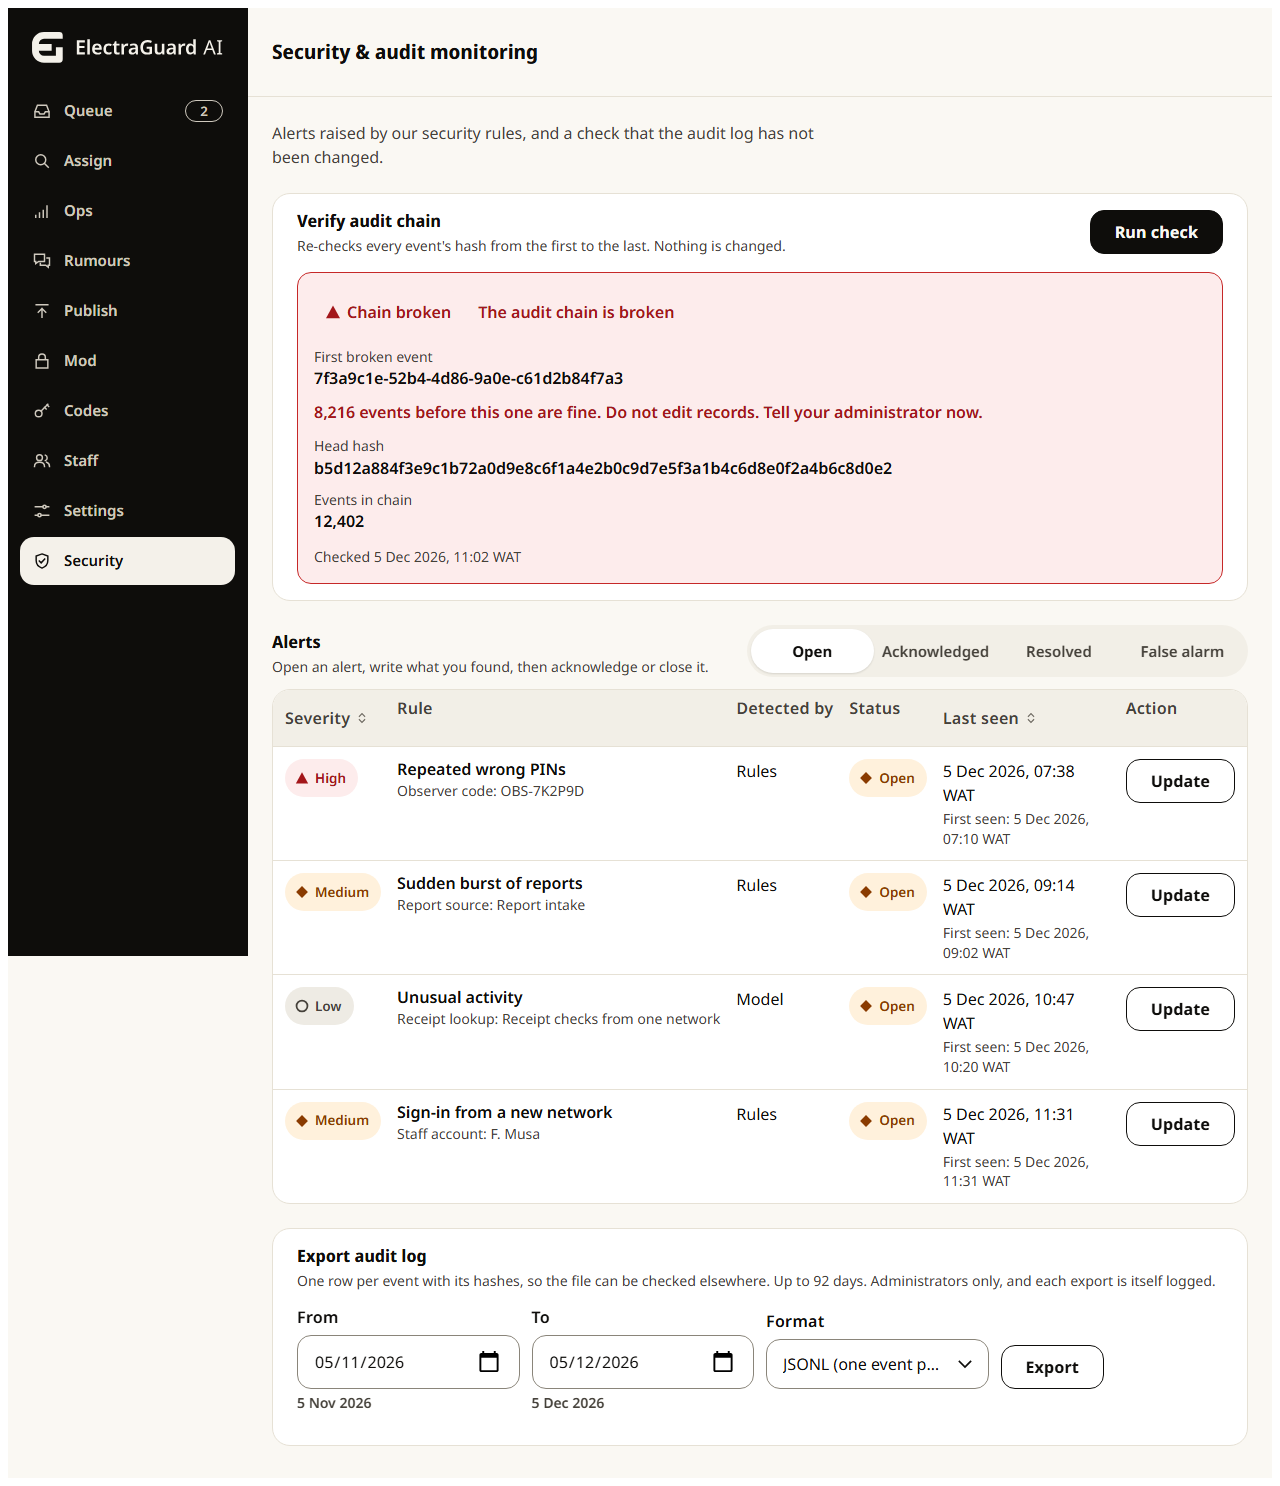 ElectraGuard AI
Queue 2
Assign
Ops
Rumours
Publish
Mod
Codes
Staff
Settings
Security
Security & audit monitoring
Alerts raised by our security rules, and a check that the audit log has not
been changed.
Verify audit chain
Re-checks every event's hash from the first to the last. Nothing is changed.
Run check
Chain broken The audit chain is broken
First broken event
7f3a9c1e-52b4-4d86-9a0e-c61d2b84f7a3
8,216 events before this one are fine. Do not edit records. Tell your administrator now.
Head hash
b5d12a884f3e9c1b72a0d9e8c6f1a4e2b0c9d7e5f3a1b4c6d8e0f2a4b6c8d0e2
Events in chain
12,402
Checked 5 Dec 2026, 11:02 WAT
Alerts
Open an alert, write what you found, then acknowledge or close it.
Open Acknowledged Resolved False alarm
Severity Rule Detected by Status Last seen Action
High Repeated wrong PINs Rules Open 5 Dec 2026, 07:38 Update
Observer code: OBS-7K2P9D WAT
First seen: 5 Dec 2026,
07:10 WAT
Medium Sudden burst of reports Rules Open 5 Dec 2026, 09:14 Update
Report source: Report intake WAT
First seen: 5 Dec 2026,
09:02 WAT
Low Unusual activity Model Open 5 Dec 2026, 10:47 Update
Receipt lookup: Receipt checks from one network WAT
First seen: 5 Dec 2026,
10:20 WAT
Medium Sign-in from a new network Rules Open 5 Dec 2026, 11:31 Update
Staff account: F. Musa WAT
First seen: 5 Dec 2026,
11:31 WAT
Export audit log
One row per event with its hashes, so the file can be checked elsewhere. Up to 92 days. Administrators only, and each export is itself logged.
From To Format
05/11/2026 05/12/2026 JSONL (one event p... Export
5 Nov 2026 5 Dec 2026